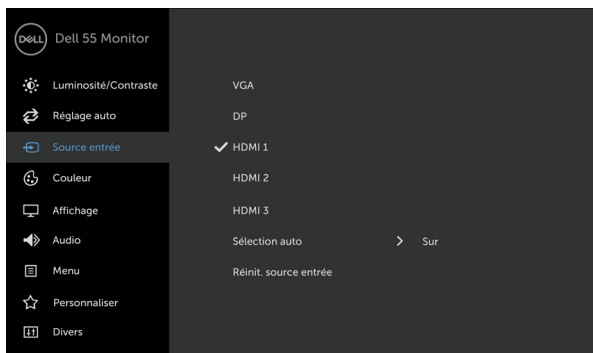 DELL Dell 55 Monitor
Luminosité/Contraste
Réglage auto
Source entrée
Couleur
Affichage
Audio
Menu
Personnaliser
Divers
VGA
DP
HDMI 1
HDMI 2
HDMI 3
Sélection auto > Sur
Réinit. source entrée